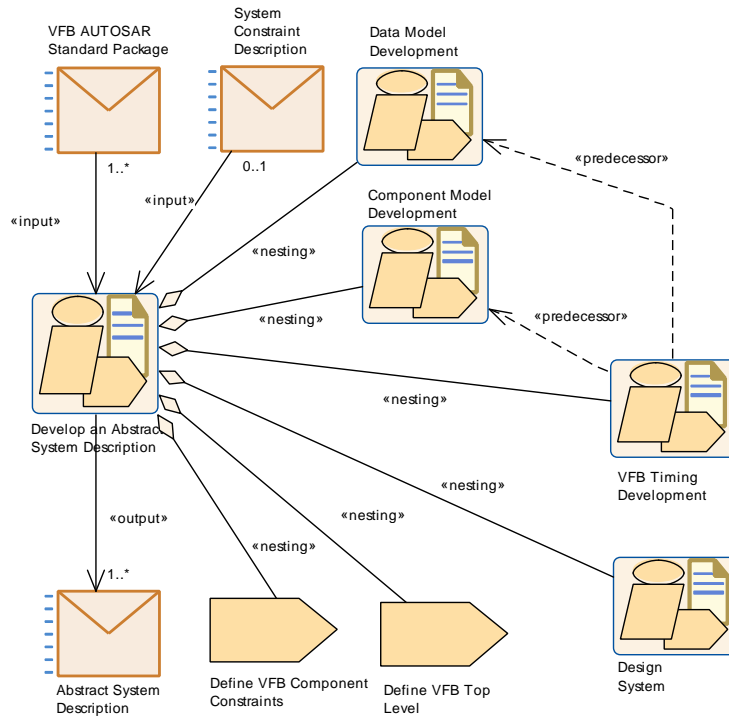 VFB AUTOSAR
Standard Package
System
Constraint
Description
Data Model
Development
1..*
0..1
«predecessor»
«input»
«input»
Component Model
Development
«nesting»
«nesting»
«predecessor»
«nesting»
Develop an Abstract
System Description
VFB Timing
Development
«nesting»
«output»
«nesting»
«nesting»
1..*
Abstract System
Description
Define VFB Component
Constraints
Define VFB Top
Level
Design
System